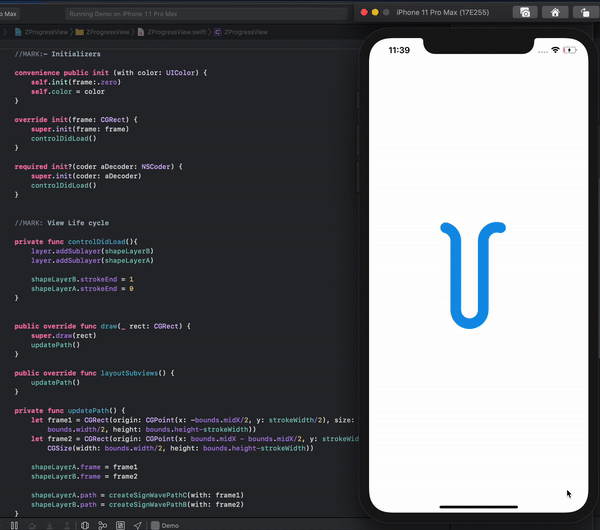 o Max
Running Demo on iPhone 11 Pro Max
iPhone 11 Pro Max (17E255)
ZProgressView
ZProgressView
ZProgressView.swift
ZProgressView
11:39
//MARK:- Initializers
convenience public init (with color: UIColor) {
self.init(frame:.zero)
self.color = color
}
override init(frame: CGRect) {
super.init(frame: frame)
controlDidLoad()
}
required init?(coder aDecoder: NSCoder) {
super.init(coder: aDecoder)
controlDidLoad()
}
//MARK: View Life cycle
private func controlDidLoad(){
layer.addSublayer(shapeLayerB)
layer.addSublayer(shapeLayerA)
shapeLayerB.strokeEnd = 1
shapeLayerA.strokeEnd = 0
}
public override func draw(_ rect: CGRect) {
super.draw(rect)
updatePath()
}
public override func layoutSubviews() {
updatePath()
}
private func updatePath() {
let frame1 = CGRect(origin: CGPoint(x: -bounds.midX/2, y: strokeWidth/2), size:
bounds.width/2, height: bounds.height-strokeWidth))
let frame2 = CGRect(origin: CGPoint(x: bounds.midX - bounds.midX/2, y: strokeWid
CGSize(width: bounds.width/2, height: bounds.height-strokeWidth))
shapeLayerA.frame = frame1
shapeLayerB.frame = frame2
shapeLayerA.path = createSignWavePathC(with: frame1)
shapeLayerB.path = createSignWavePathB(with: frame2)
}
Demo